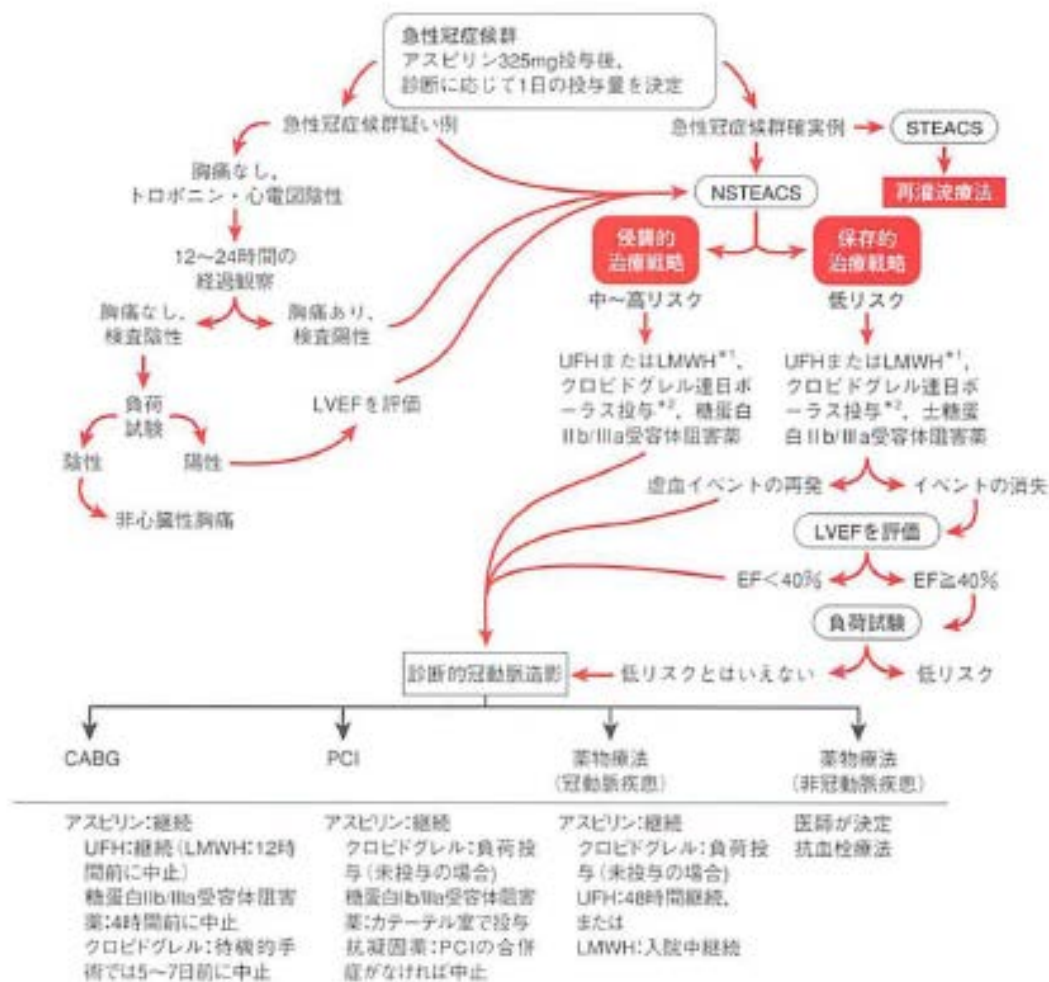 急性冠症候群
アスピリン325mg投与後,
診断に応じて1日の投与量を決定
急性冠症候群疑い例
急性冠症候群確実例
STEACS
胸痛なし,
トロポニン・心電図陰性
NSTEACS
再灌流療法
12〜24時間の
経過観察
侵襲的
治療戦略
保存的
治療戦略
中〜高リスク
低リスク
胸痛なし,
検査陰性
胸痛あり,
検査陽性
負荷
試験
LVEFを評価
陰性
陽性
非心臓性胸痛
UFHまたはLMWH*1,
クロピドグレル連日ボ
ーラス投与*2, 糖蛋白
IIb/IIIa受容体阻害薬
UFHまたはLMWH*1,
クロピドグレル連日ボ
ーラス投与*2, 士糖蛋
白IIb/IIIa受容体阻害薬
虚血イベントの再発
イベントの消失
LVEFを評価
EF<40%
EF≧40%
負荷試験
診断的冠動脈造影
低リスクとはいえない
低リスク
CABG
PCI
薬物療法
(冠動脈疾患)
薬物療法
(非冠動脈疾患)
アスピリン:継続
UFH:継続(LMWH:12時
間前に中止)
糖蛋白IIb/IIIa受容体阻害
薬:4時間前に中止
クロピドグレル:待機的手
術では5〜7日前に中止
アスピリン:継続
クロピドグレル:負荷投
与(未投与の場合)
糖蛋白IIb/IIIa受容体阻害
薬:カテーテル室で投与
抗凝固薬:PCIの合併
症がなければ中止
アスピリン:継続
クロピドグレル:負荷投
与(未投与の場合)
UFH:48時間継続,
または
LMWH:入院中継続
医師が決定
抗血栓療法